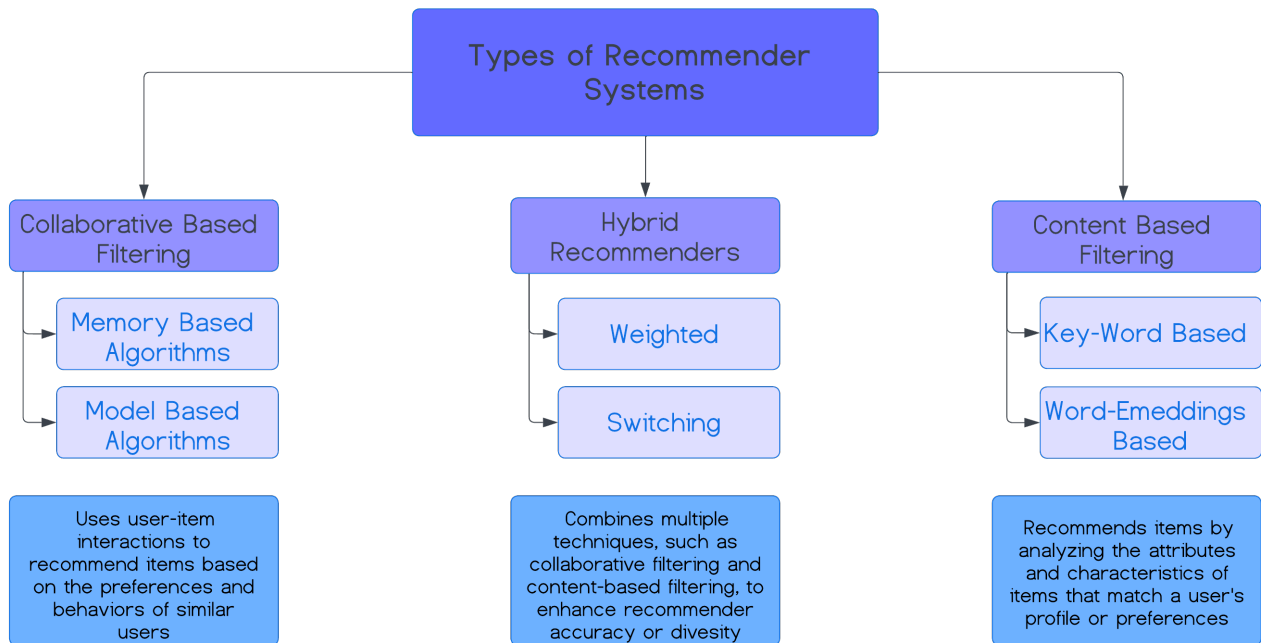 Types of Recommender
Systems
Collaborative Based
Filtering
Memory Based
Algorithms
Model Based
Algorithms
Uses user-item
interactions to
recommend items based
on the preferences and
behaviors of similar
users
Hybrid
Recommenders
Weighted
Switching
Combines multiple
techniques, such as
collaborative filtering and
content-based filtering, to
enhance recommender
accuracy or divesity
Content Based
Filtering
Key-Word Based
Word-Emeddings
Based
Recommends items by
analyzing the attributes
and characteristics of
items that match a user's
profile or preferences